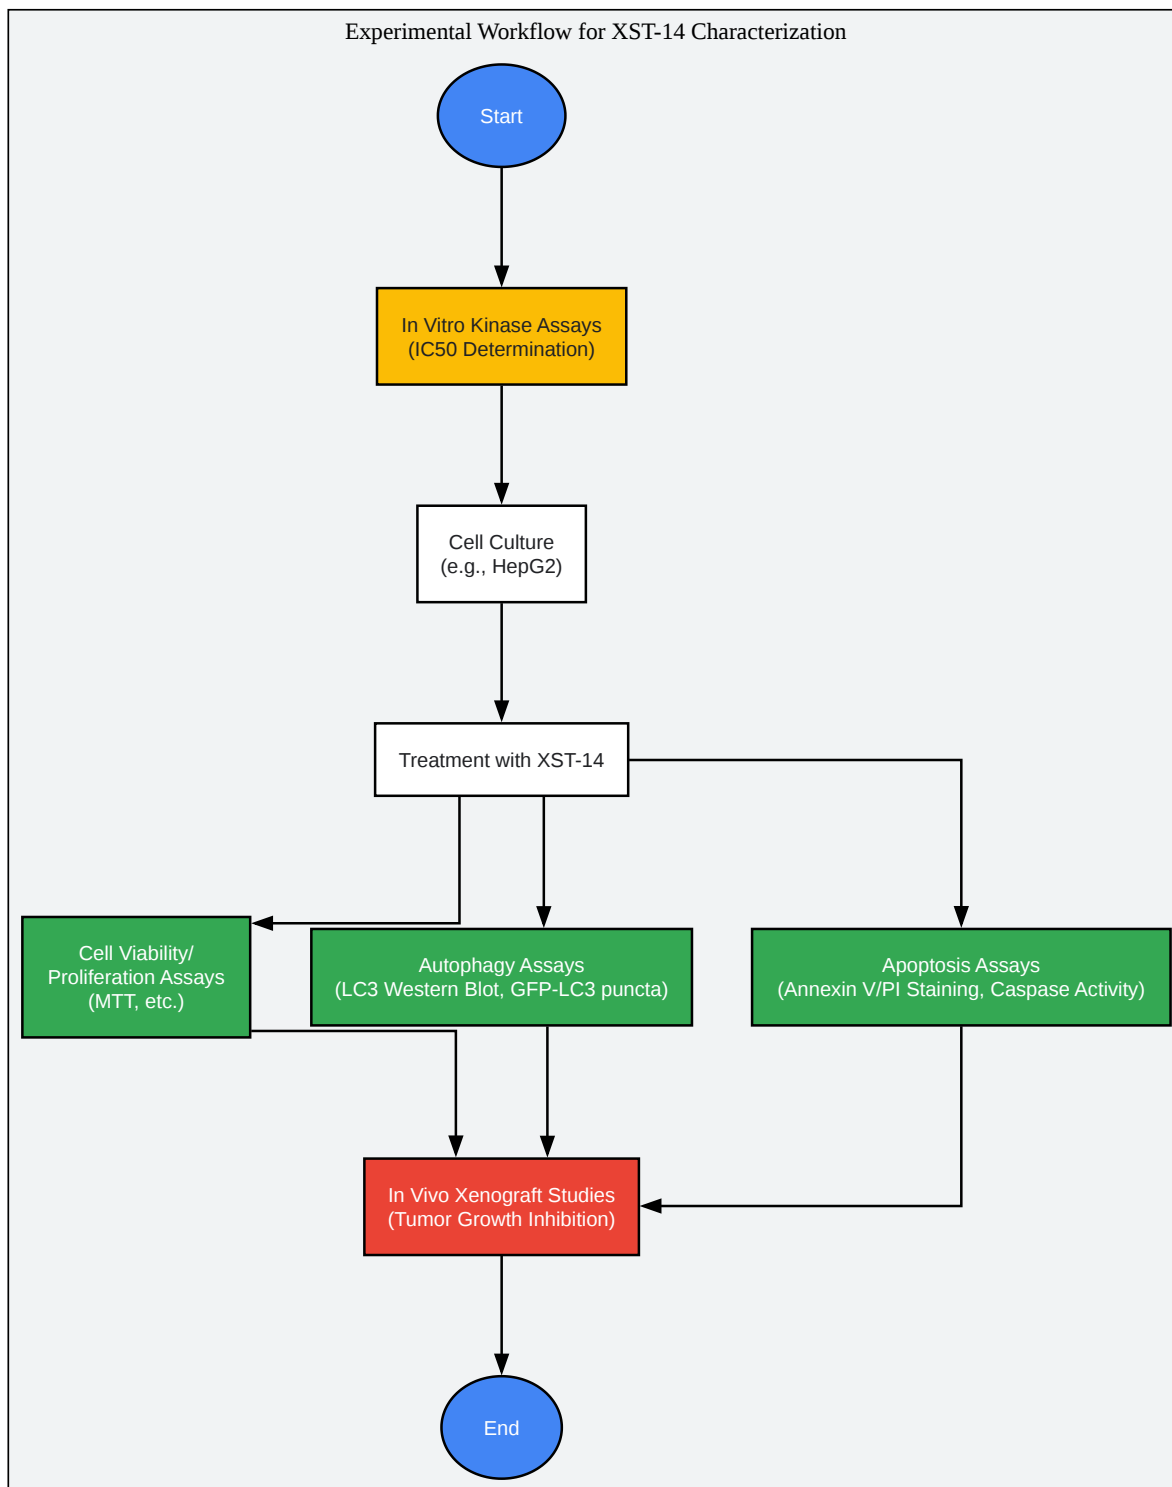 Experimental Workflow for XST-14 Characterization
Start
In Vitro Kinase Assays
(IC50 Determination)
Cell Culture
(e.g., HepG2)
Treatment with XST-14
Cell Viability/
Proliferation Assays
(MTT, etc.)
Autophagy Assays
(LC3 Western Blot, GFP-LC3 puncta)
Apoptosis Assays
(Annexin V/PI Staining, Caspase Activity)
In Vivo Xenograft Studies
(Tumor Growth Inhibition)
End